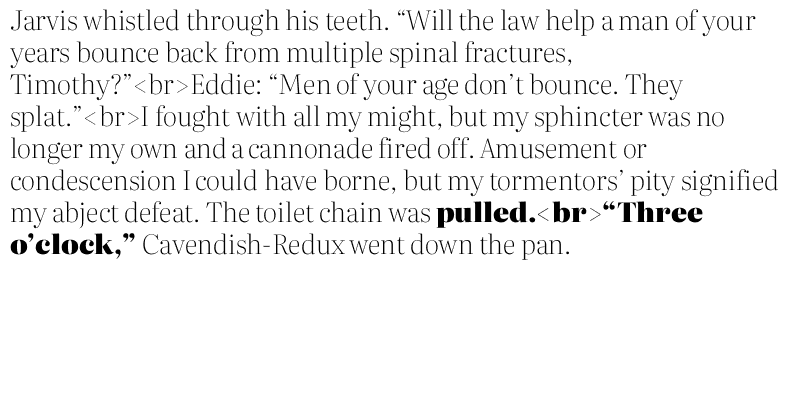 Jarvis whistled through his teeth. “Will the law help a man of your
years bounce back from multiple spinal fractures,
Timothy?”<br>Eddie: “Men of your age don’t bounce. They
splat.”<br>I fought with all my might, but my sphincter was no
longer my own and a cannonade fired off. Amusement or
condescension I could have borne, but my tormentors’ pity signified
my abject defeat. The toilet chain was pulled.<br>“Three
o’clock,” Cavendish-Redux went down the pan.